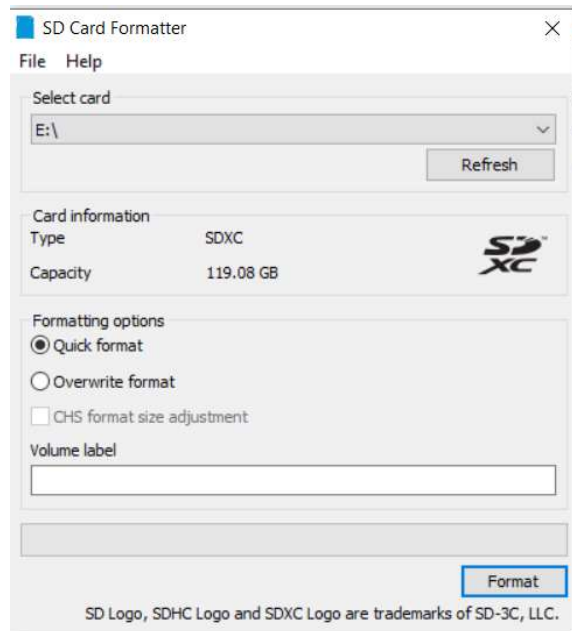 SD Card Formatter
File Help
Select card
E:\
Refresh
Card information
Type SDXC
Capacity 119.08 GB
SD XC™
Formatting options
Quick format
Overwrite format
CHS format size adjustment
Volume label
Format
SD Logo, SDHC Logo and SDXC Logo are trademarks of SD-3C, LLC.